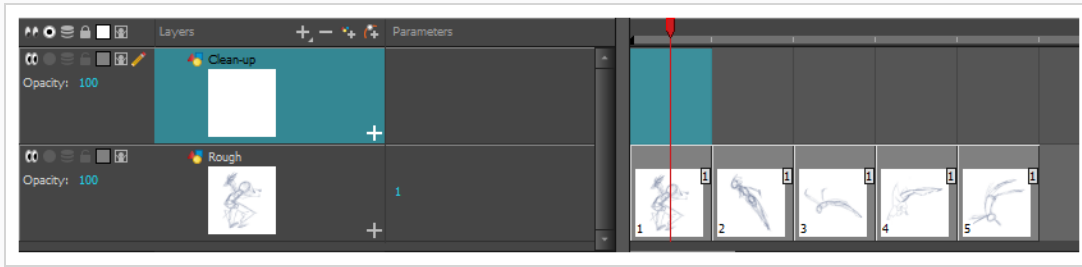 Layers
Parameters
Clean-up
Opacity: 100
Rough
Opacity: 100
1
1 1 1 1 1
1 2 3 4 5